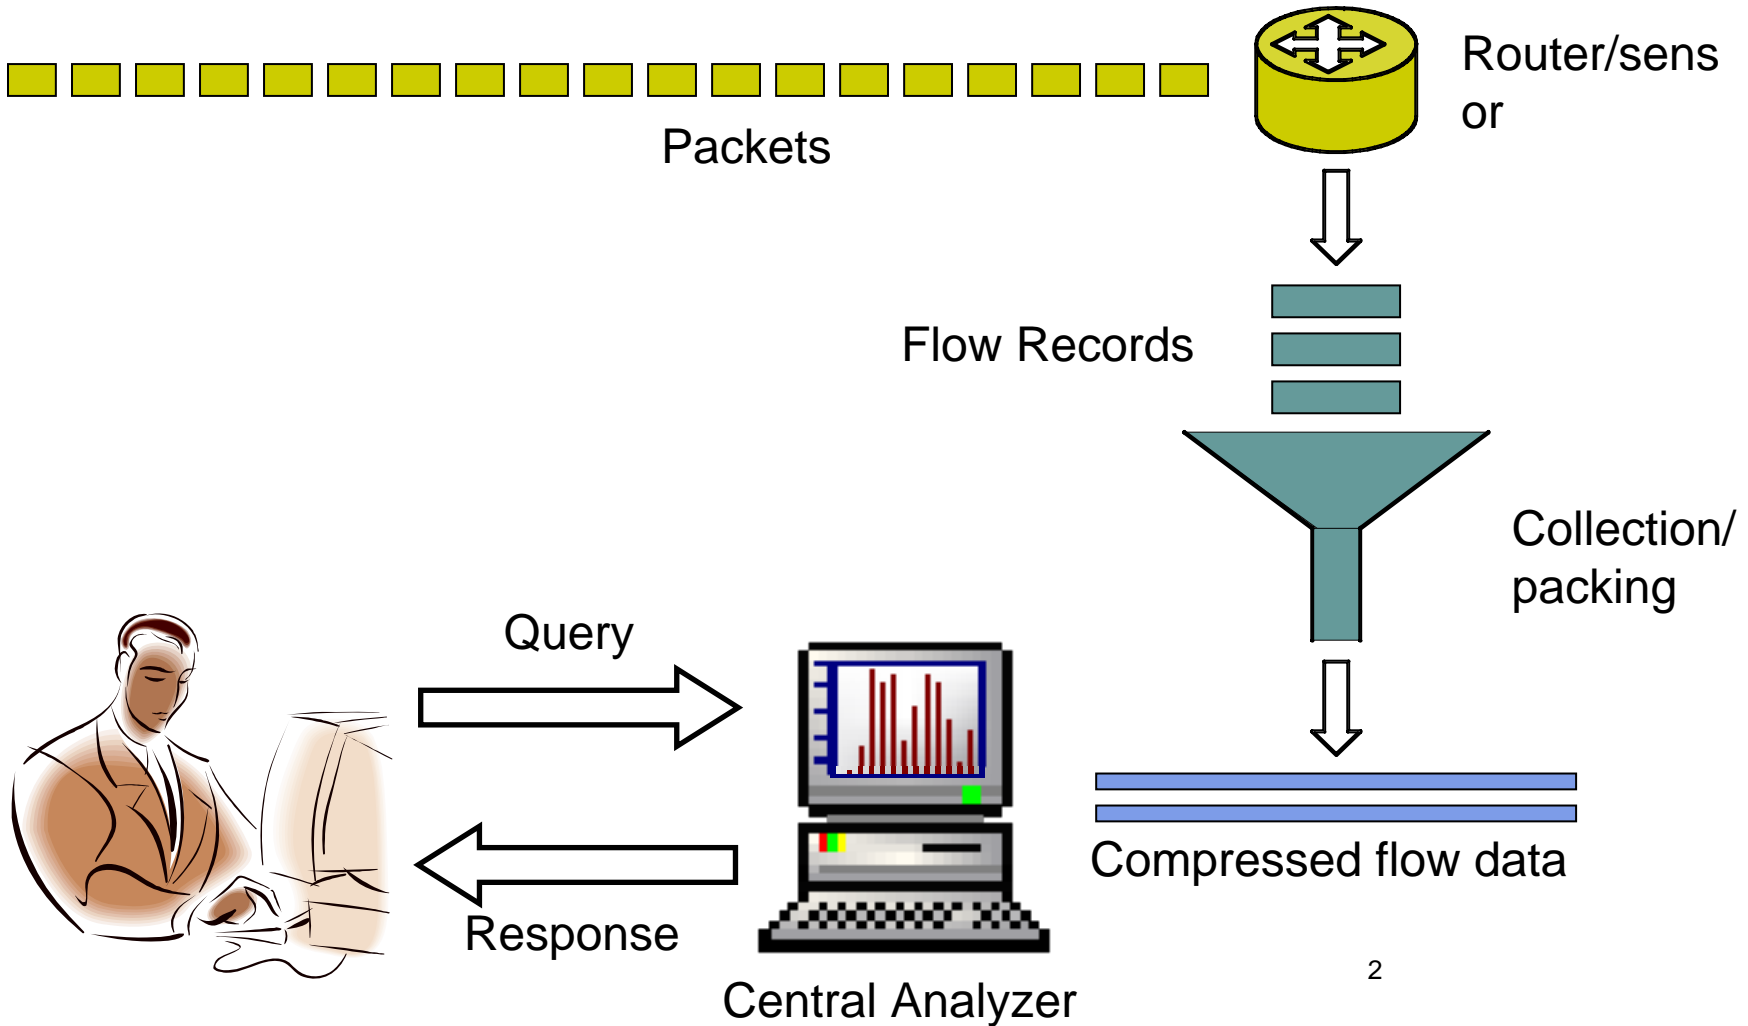 Router/sens
or
Packets
Flow Records
Collection/
packing
Query
Compressed flow data
Response
2
Central Analyzer